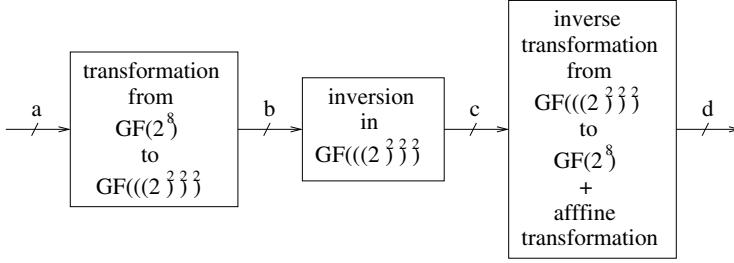 a
transformation
from
GF(2⁸)
to
GF(((2²)²)²)
b
inversion
in
GF(((2²)²)²)
c
inverse
transformation
from
GF(((2²)²)²)
to
GF(2⁸)
+
afffine
transformation
d